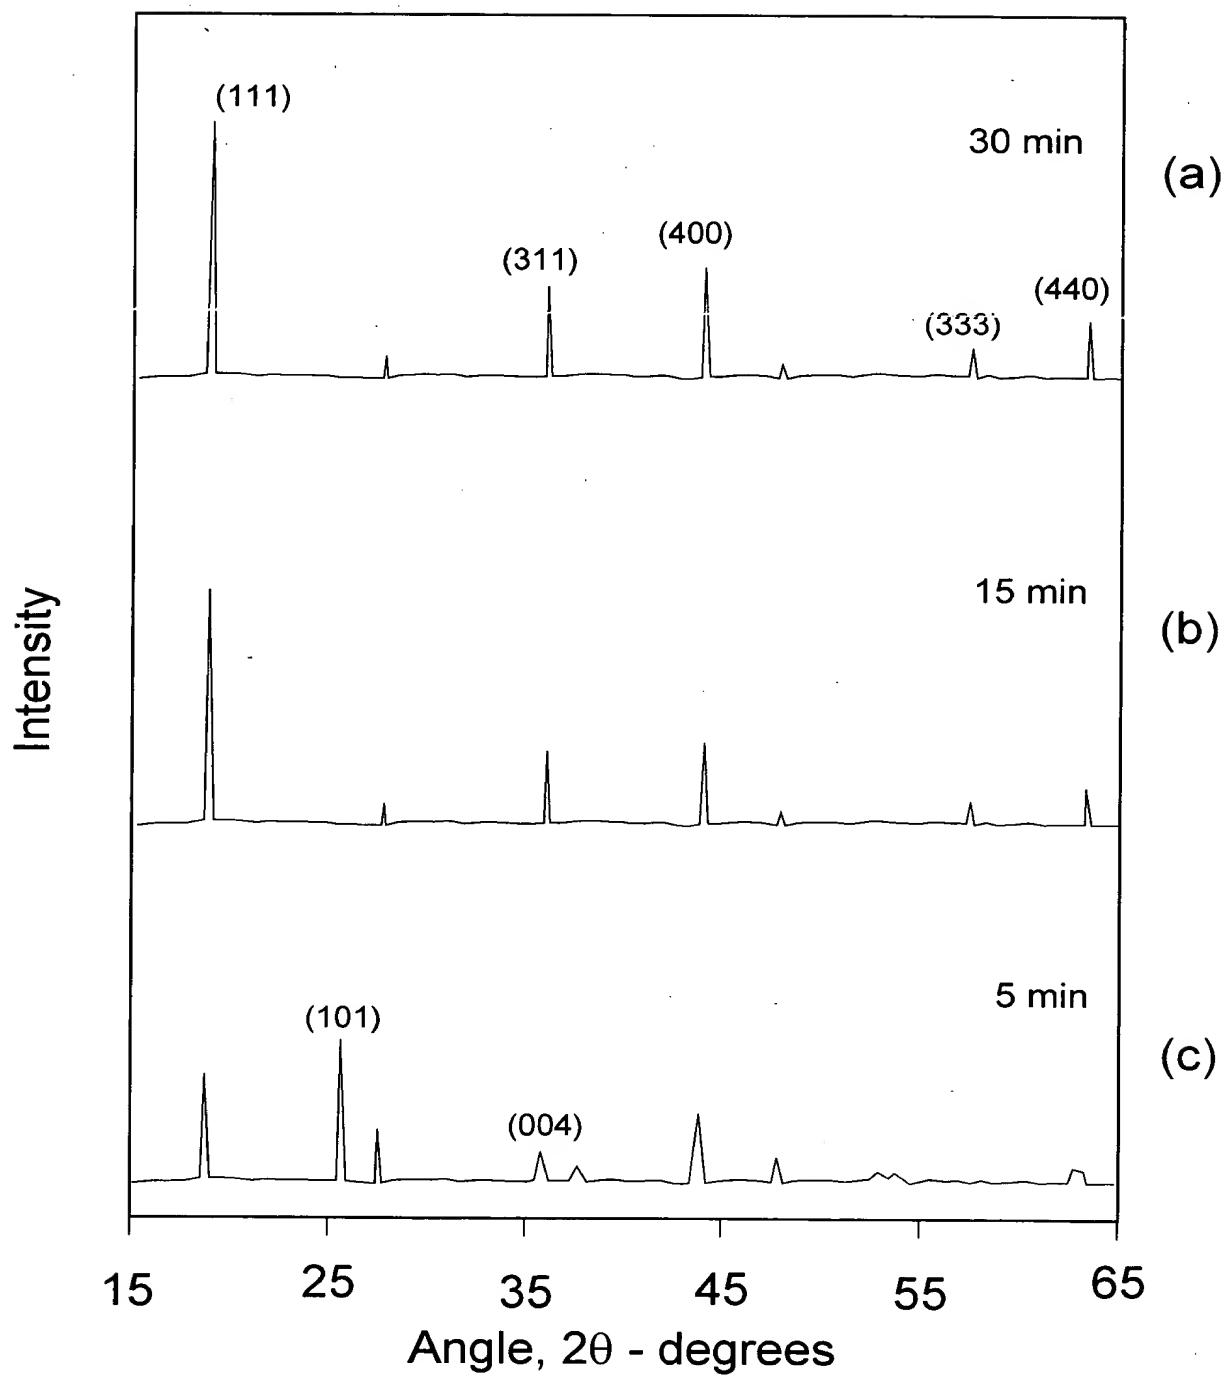 (111)
30 min
(a)
(400)
(311)
(440)
(333)
15 min
(b)
Intensity
5 min
(101)
(c)
(004)
15 25 35 45 55 65
Angle, 2θ - degrees